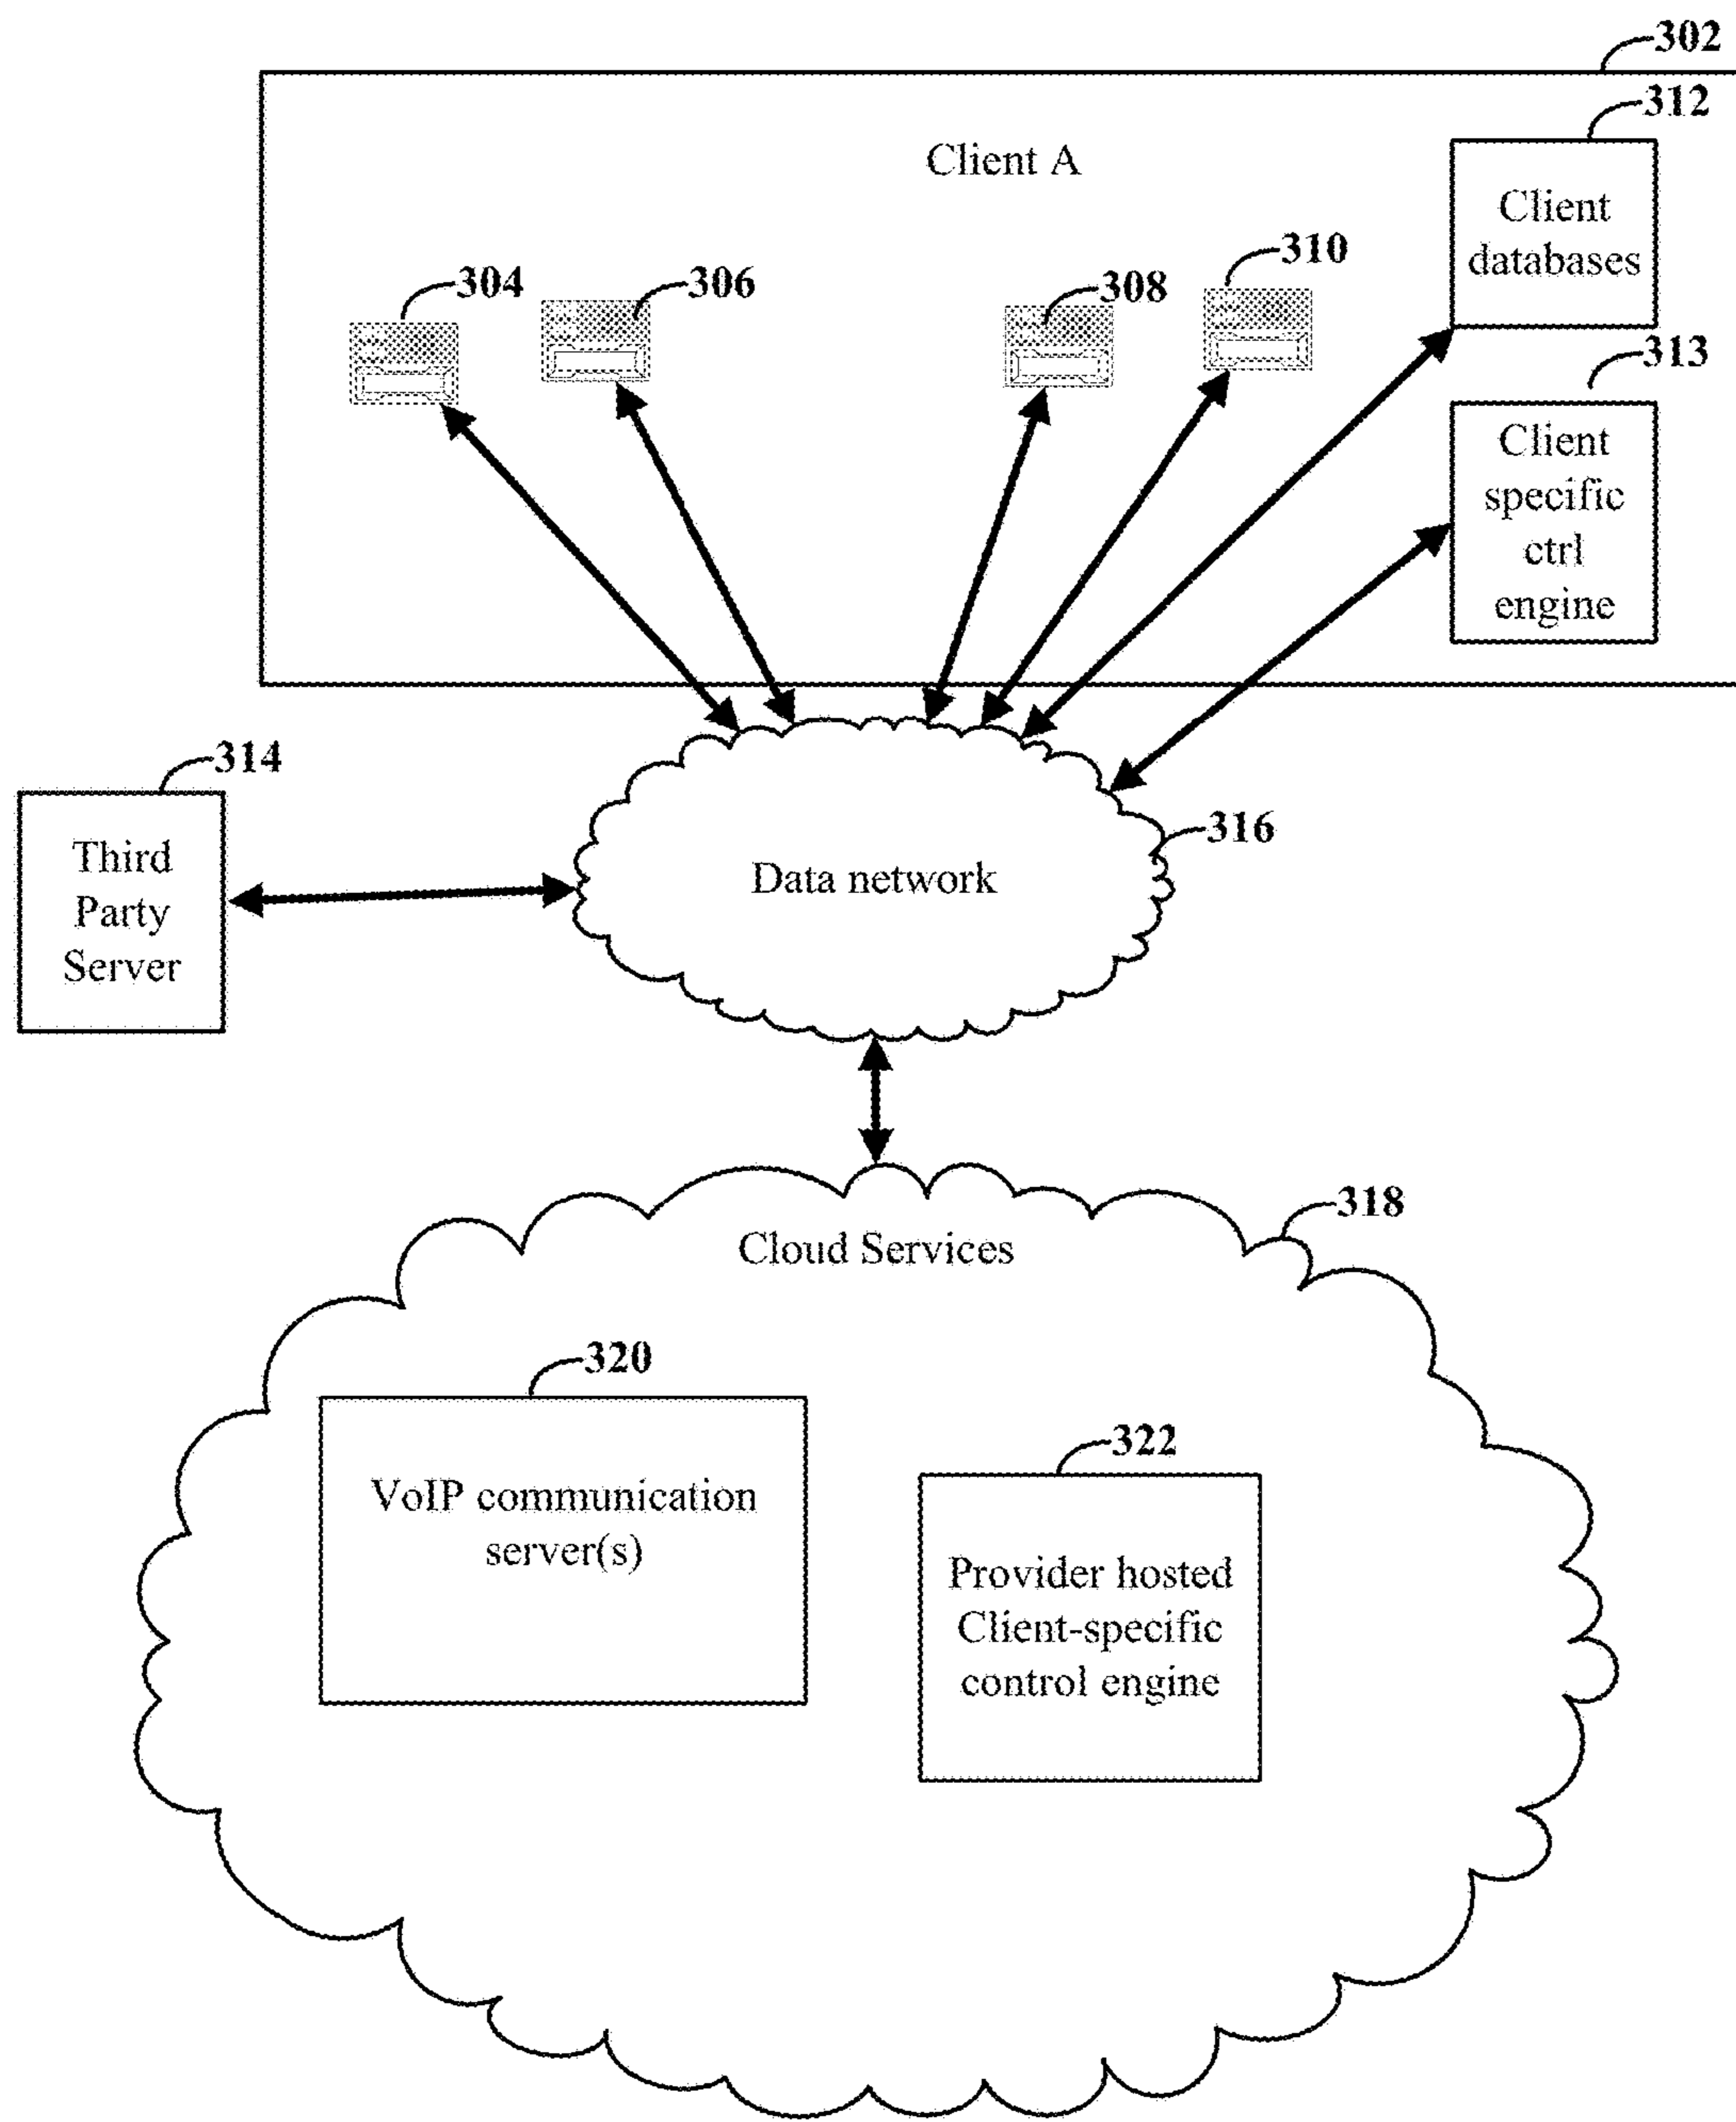 302
312
Client A
Client
databases
310
304
306
308
313
Client
specific
ctrl
engine
314
316
Third
Party
Server
Data network
318
Cloud Services
320
322
VoIP communication
server(s)
Provider hosted
Client-specific
control engine